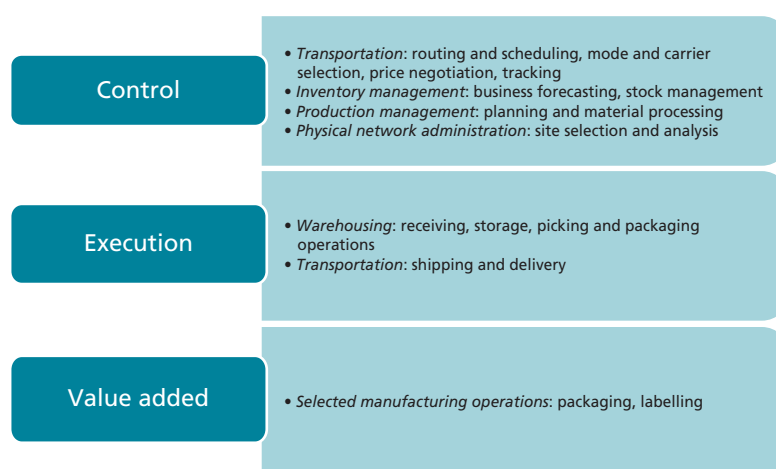 Control
• Transportation: routing and scheduling, mode and carrier
selection, price negotiation, tracking
• Inventory management: business forecasting, stock management
• Production management: planning and material processing
• Physical network administration: site selection and analysis
Execution
• Warehousing: receiving, storage, picking and packaging
operations
• Transportation: shipping and delivery
Value added
• Selected manufacturing operations: packaging, labelling